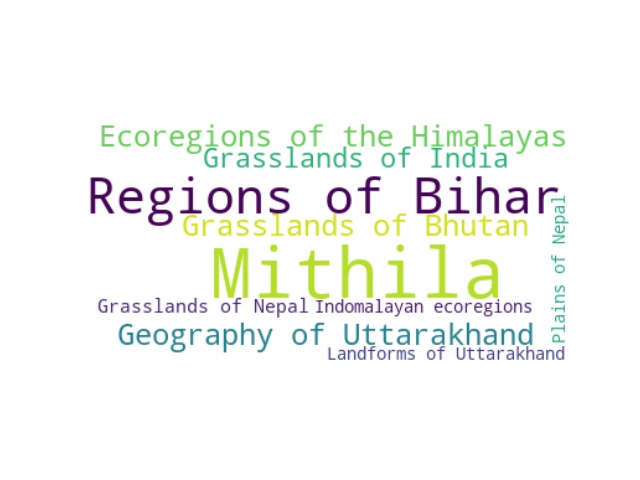 Ecoregions of the Himalayas
Grasslands of India
Regions of Bihar
Grasslands of Bhutan
Mithila
Plains of Nepal
Grasslands of Nepal
Indomalayan ecoregions
Geography of Uttarakhand
Landforms of Uttarakhand